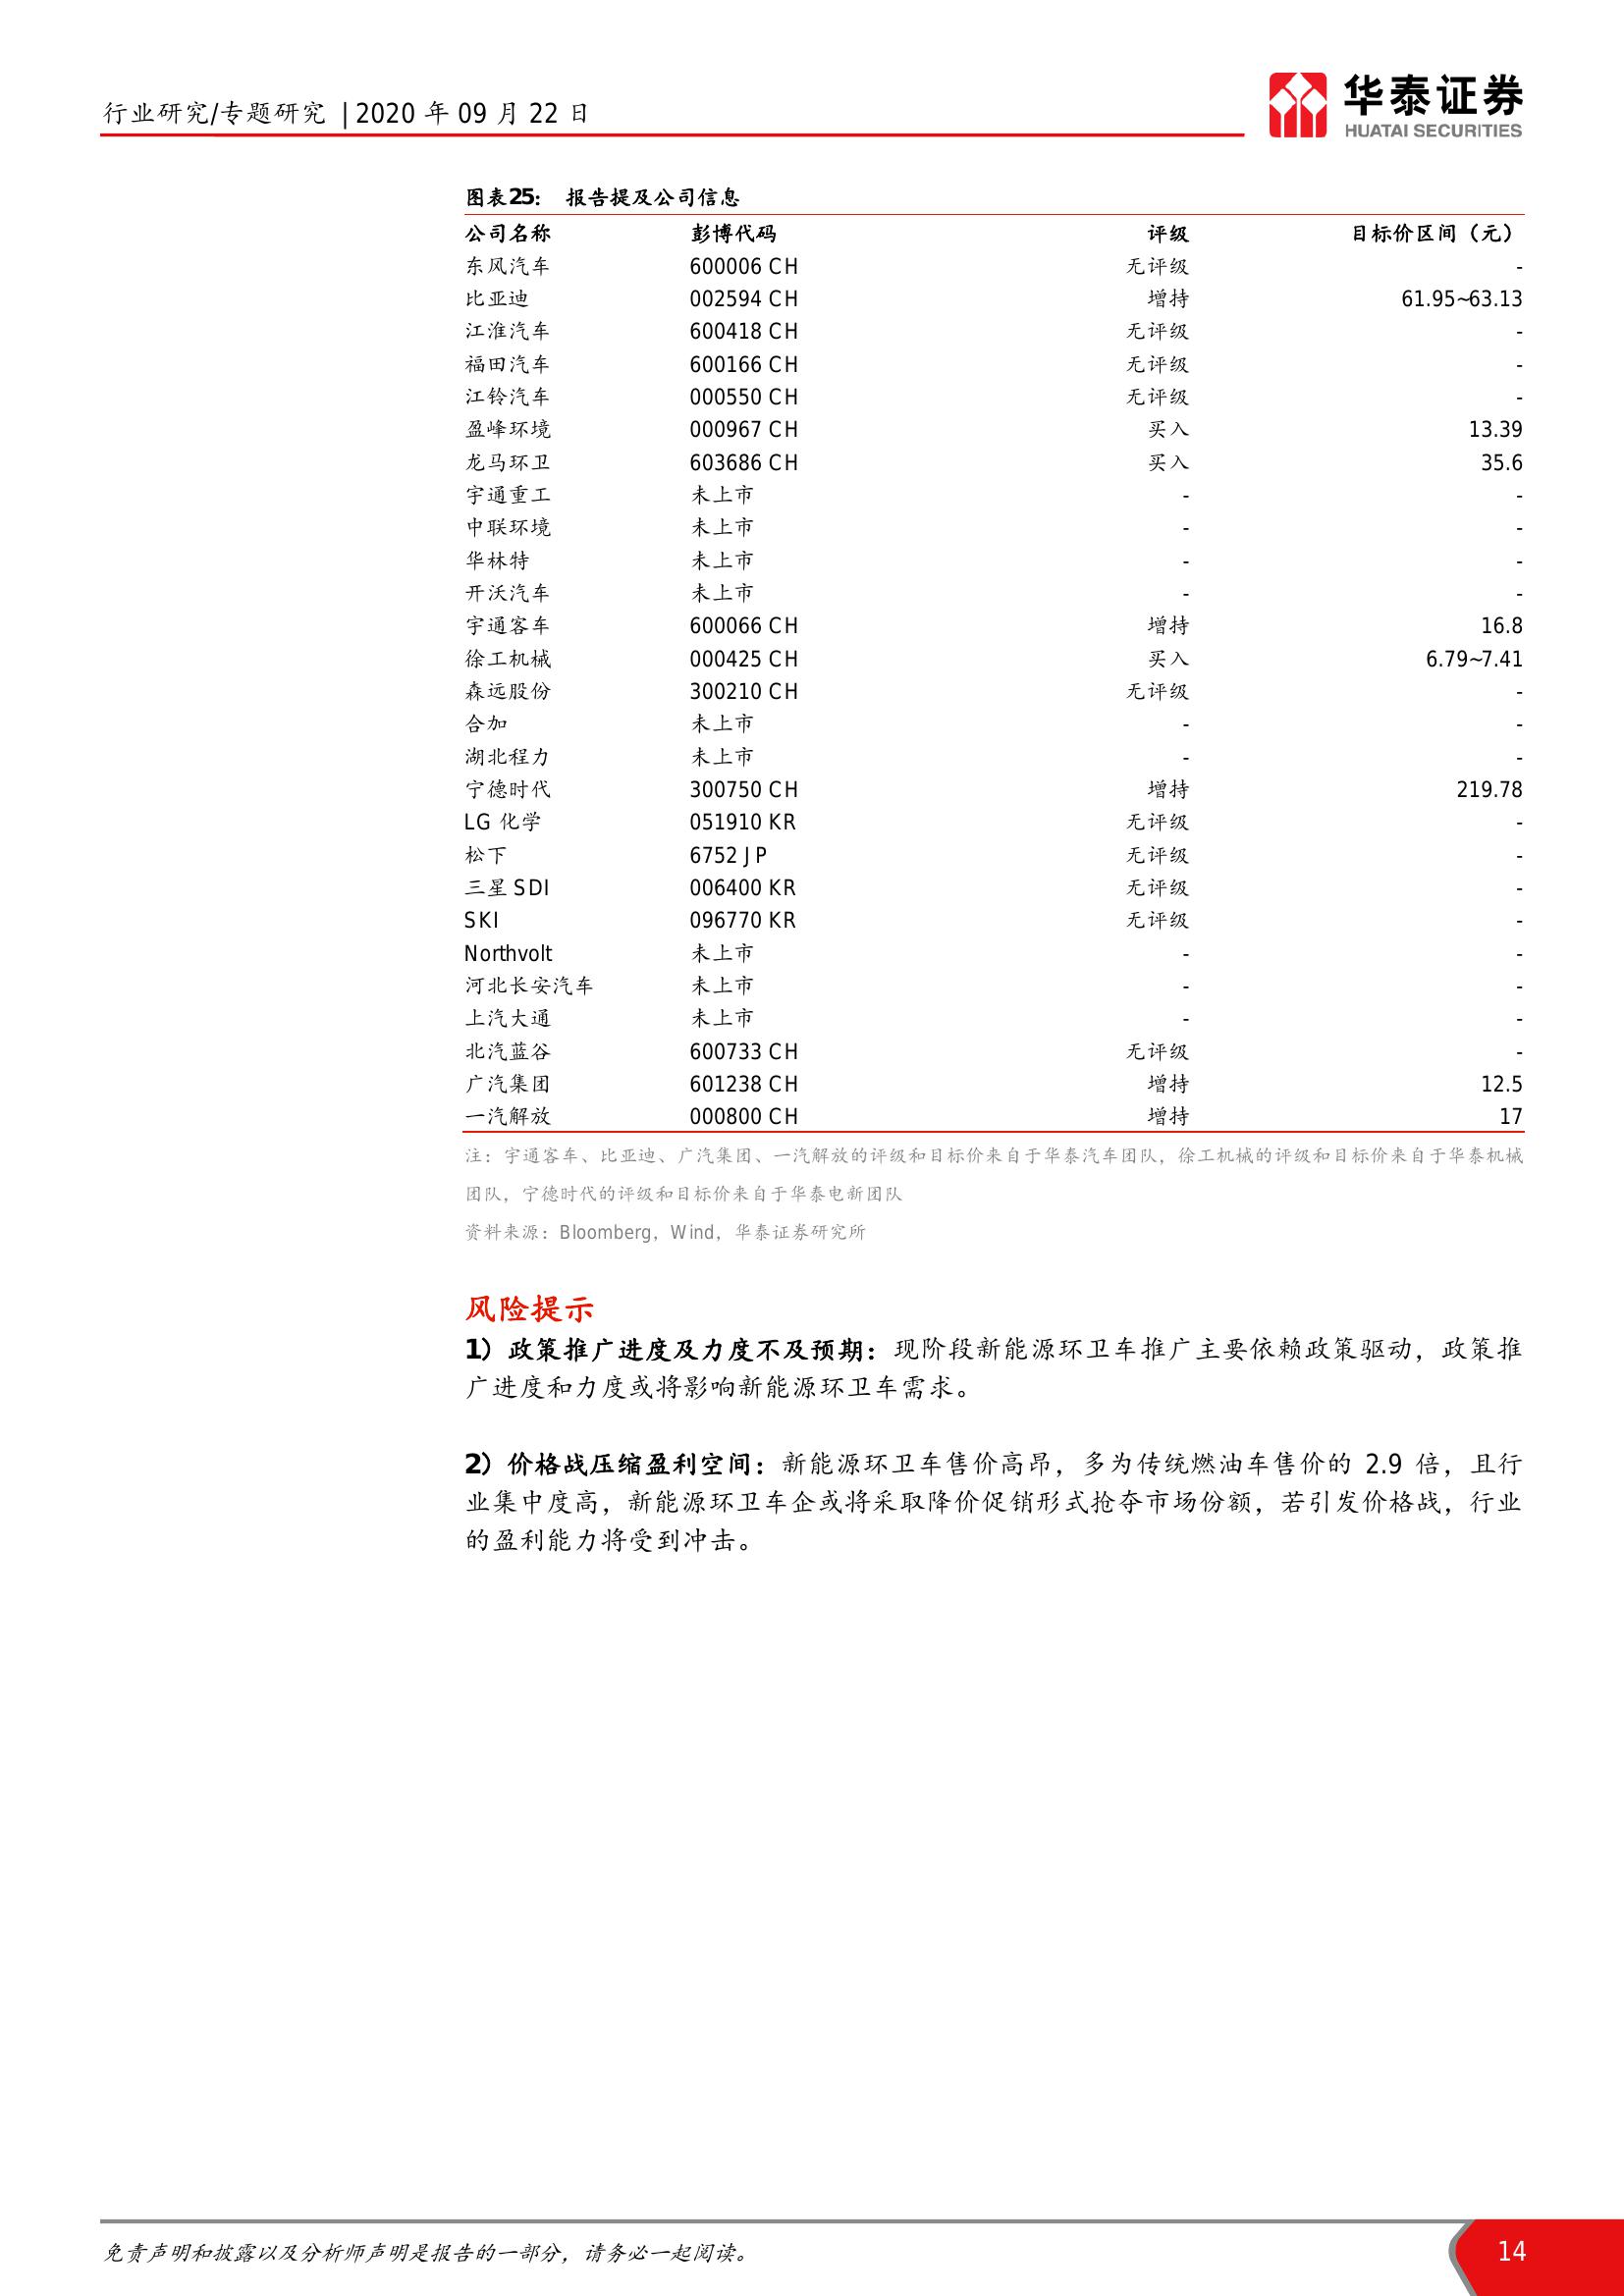 行业研究/专题研究 | 2020 年 09 月 22 日
华泰证券
HUATAI SECURITIES
图表25： 报告提及公司信息
公司名称 彭博代码 评级 目标价区间（元）
东风汽车 600006 CH 无评级 -
比亚迪 002594 CH 增持 61.95~63.13
江淮汽车 600418 CH 无评级 -
福田汽车 600166 CH 无评级 -
江铃汽车 000550 CH 无评级 -
盈峰环境 000967 CH 买入 13.39
龙马环卫 603686 CH 买入 35.6
宇通重工 未上市 - -
中联环境 未上市 - -
华林特 未上市 - -
开沃汽车 未上市 - -
宇通客车 600066 CH 增持 16.8
徐工机械 000425 CH 买入 6.79~7.41
森远股份 300210 CH 无评级 -
合加 未上市 - -
湖北程力 未上市 - -
宁德时代 300750 CH 增持 219.78
LG 化学 051910 KR 无评级 -
松下 6752 JP 无评级 -
三星 SDI 006400 KR 无评级 -
SKI 096770 KR 无评级 -
Northvolt 未上市 - -
河北长安汽车 未上市 - -
上汽大通 未上市 - -
北汽蓝谷 600733 CH 无评级 -
广汽集团 601238 CH 增持 12.5
一汽解放 000800 CH 增持 17
注：宇通客车、比亚迪、广汽集团、一汽解放的评级和目标价来自于华泰汽车团队，徐工机械的评级和目标价来自于华泰机械
团队，宁德时代的评级和目标价来自于华泰电新团队
资料来源：Bloomberg，Wind，华泰证券研究所
风险提示
1）政策推广进度及力度不及预期：现阶段新能源环卫车推广主要依赖政策驱动，政策推
广进度和力度或将影响新能源环卫车需求。
2）价格战压缩盈利空间：新能源环卫车售价高昂，多为传统燃油车售价的 2.9 倍，且行
业集中度高，新能源环卫车企或将采取降价促销形式抢夺市场份额，若引发价格战，行业
的盈利能力将受到冲击。
免责声明和披露以及分析师声明是报告的一部分，请务必一起阅读。
14